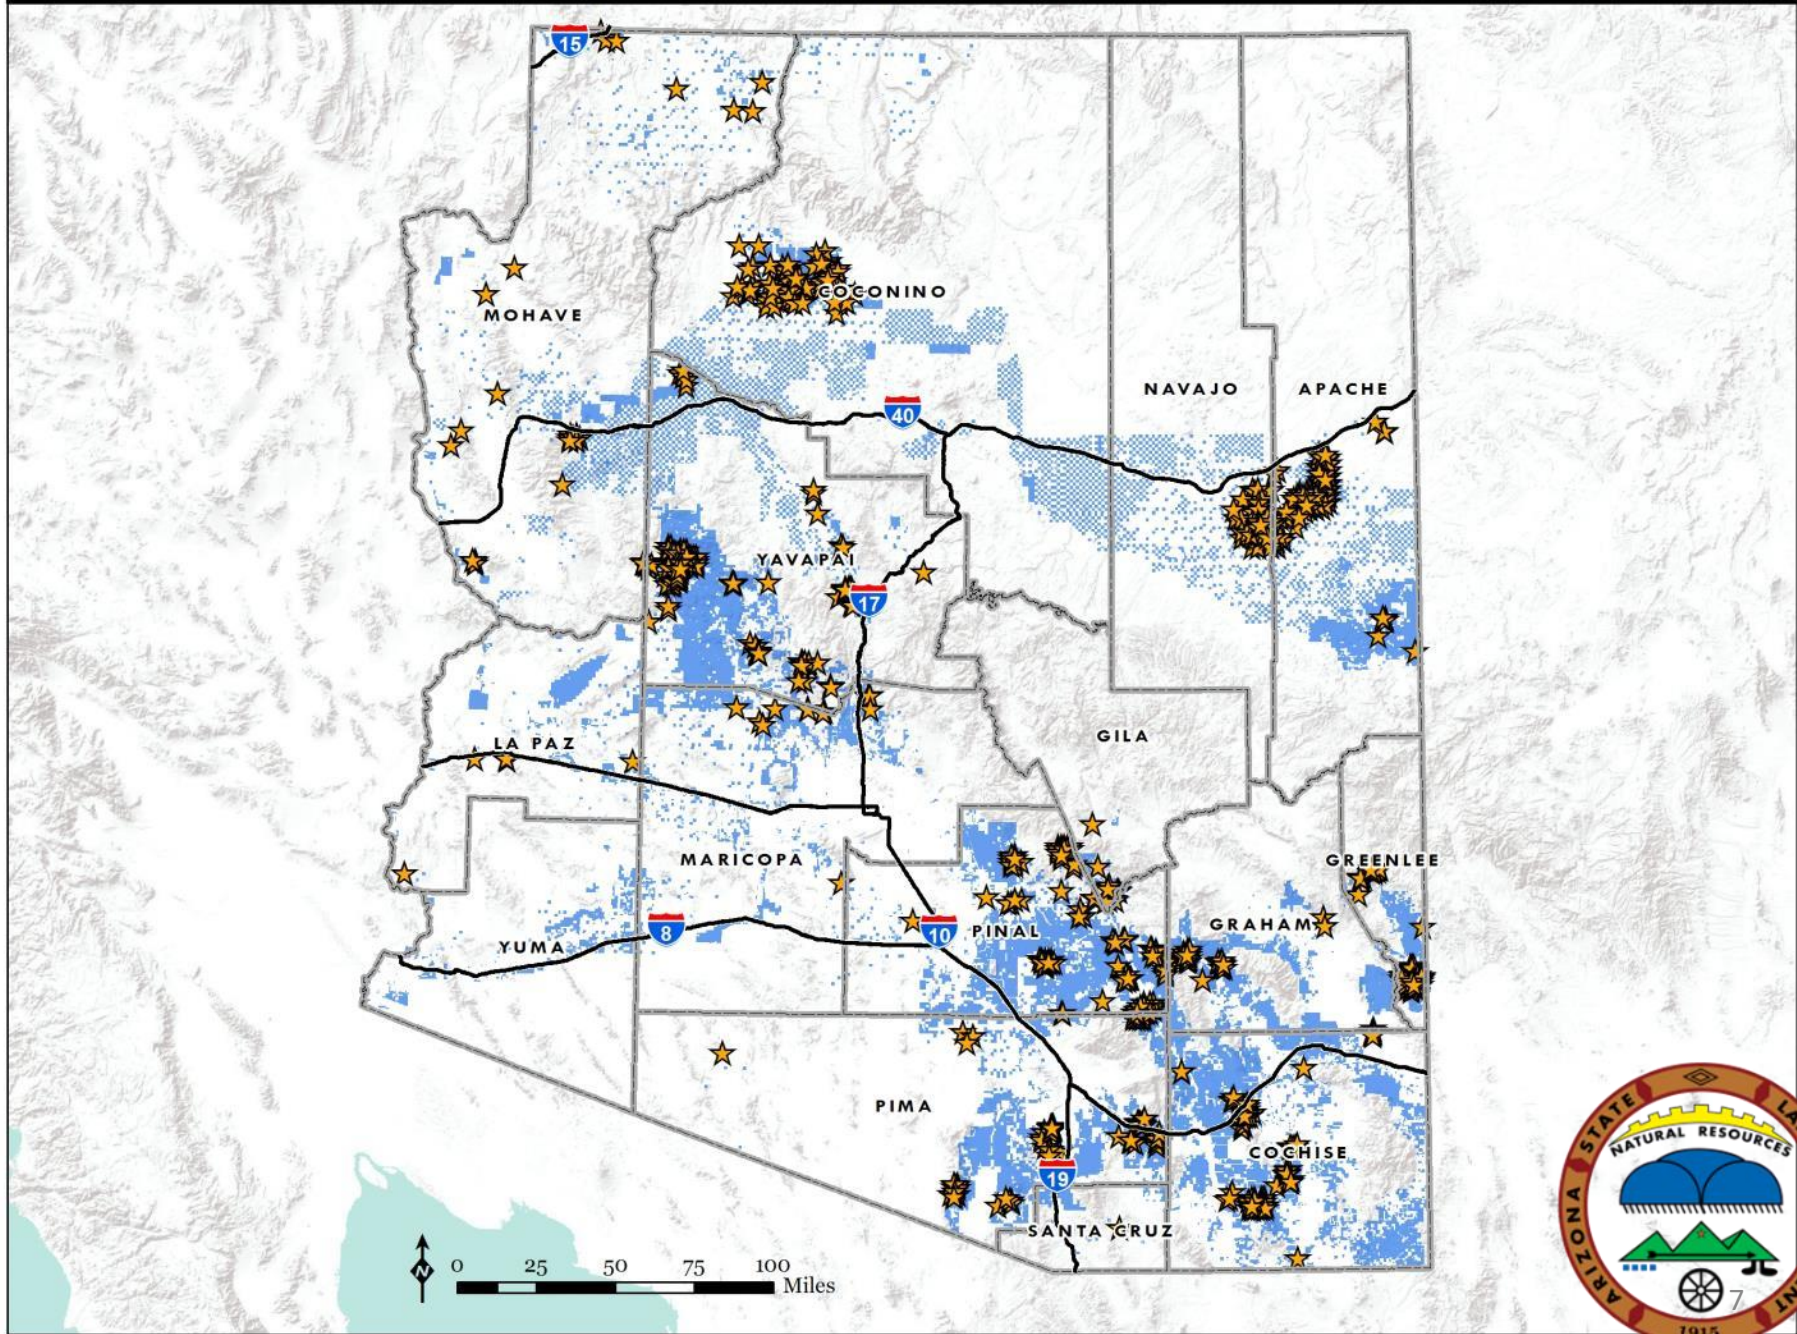 15
COCONINO
MOHAVE
NAVAJO
APACHE
40
YAVAPAI
17
LA PAZ
GILA
MARICOPA
GREENLEE
GRAHAM
8
10
PINAL
YUMA
PIMA
COCHISE
19
SANTA CRUZ
N
0 25 50 75 100
Miles
ARIZONA STATE
NATURAL RESOURCES
1915
7